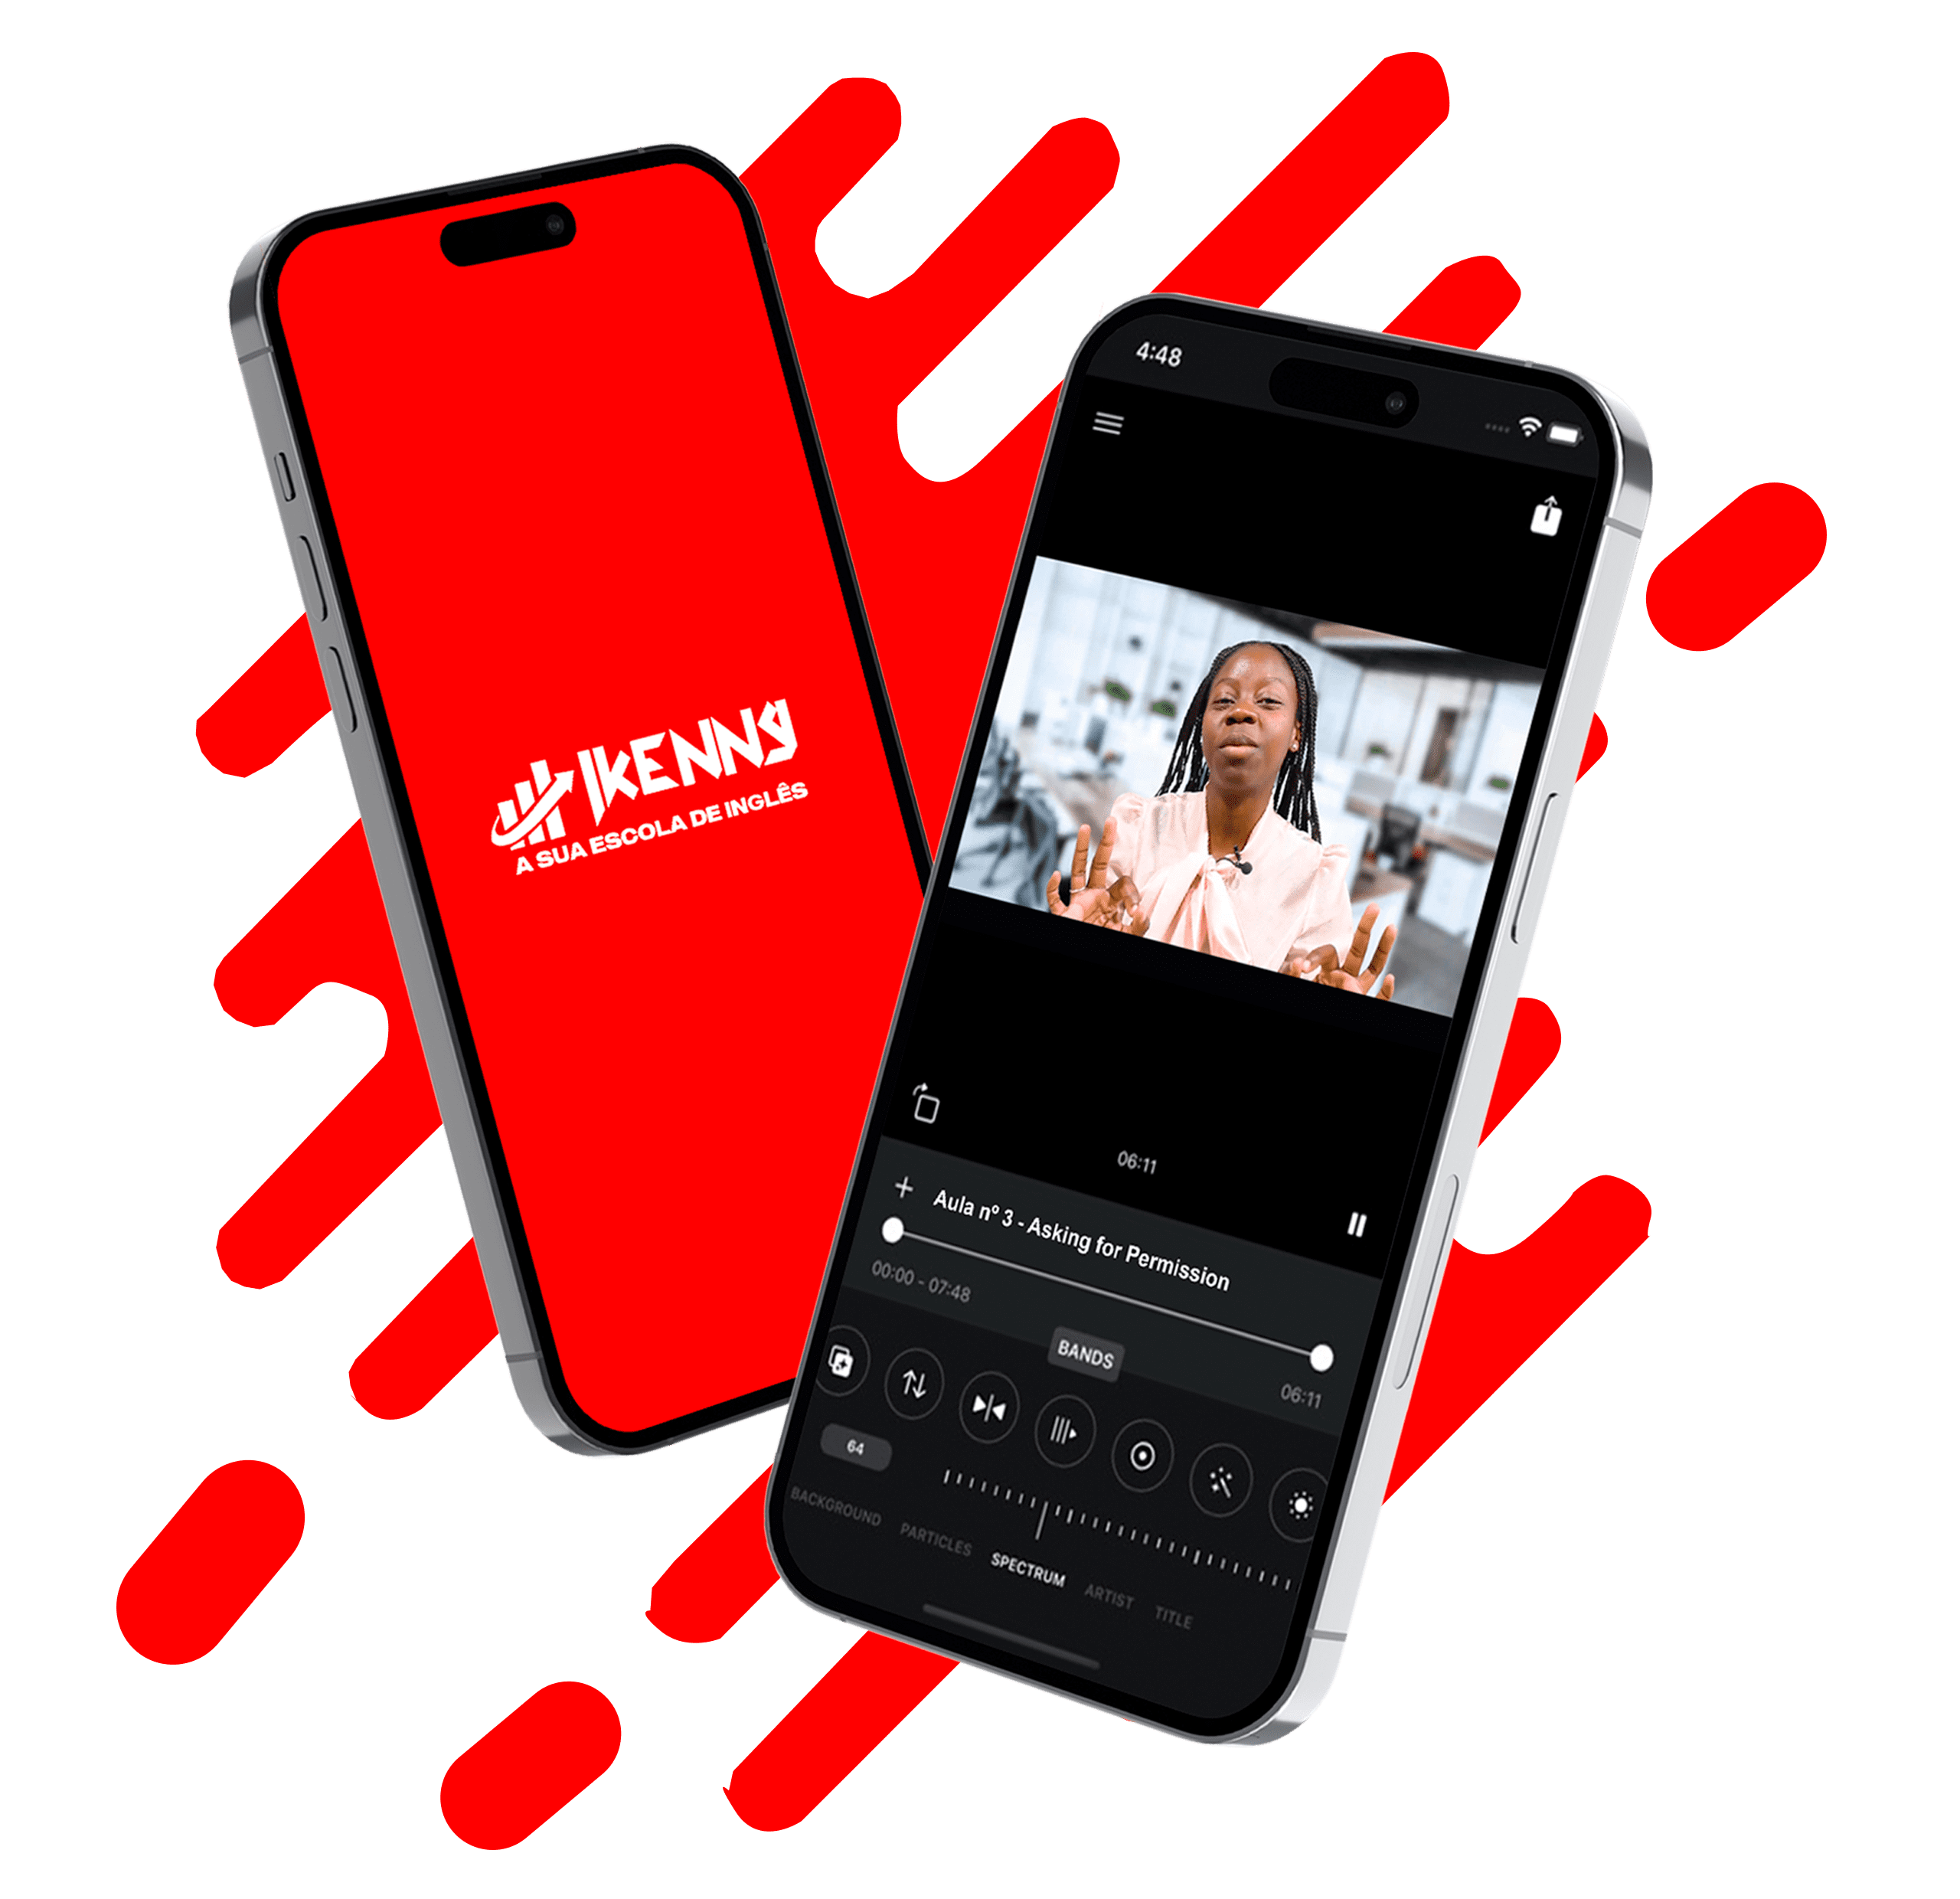 KENNY
A SUA ESCOLA DE INGLÊS
4:48
06:11
Aula nº 3 - Asking for Permission
00:00 - 07:48
06:11
BANDS
64
BACKGROUND PARTICLES SPECTRUM ARTIST TITLE